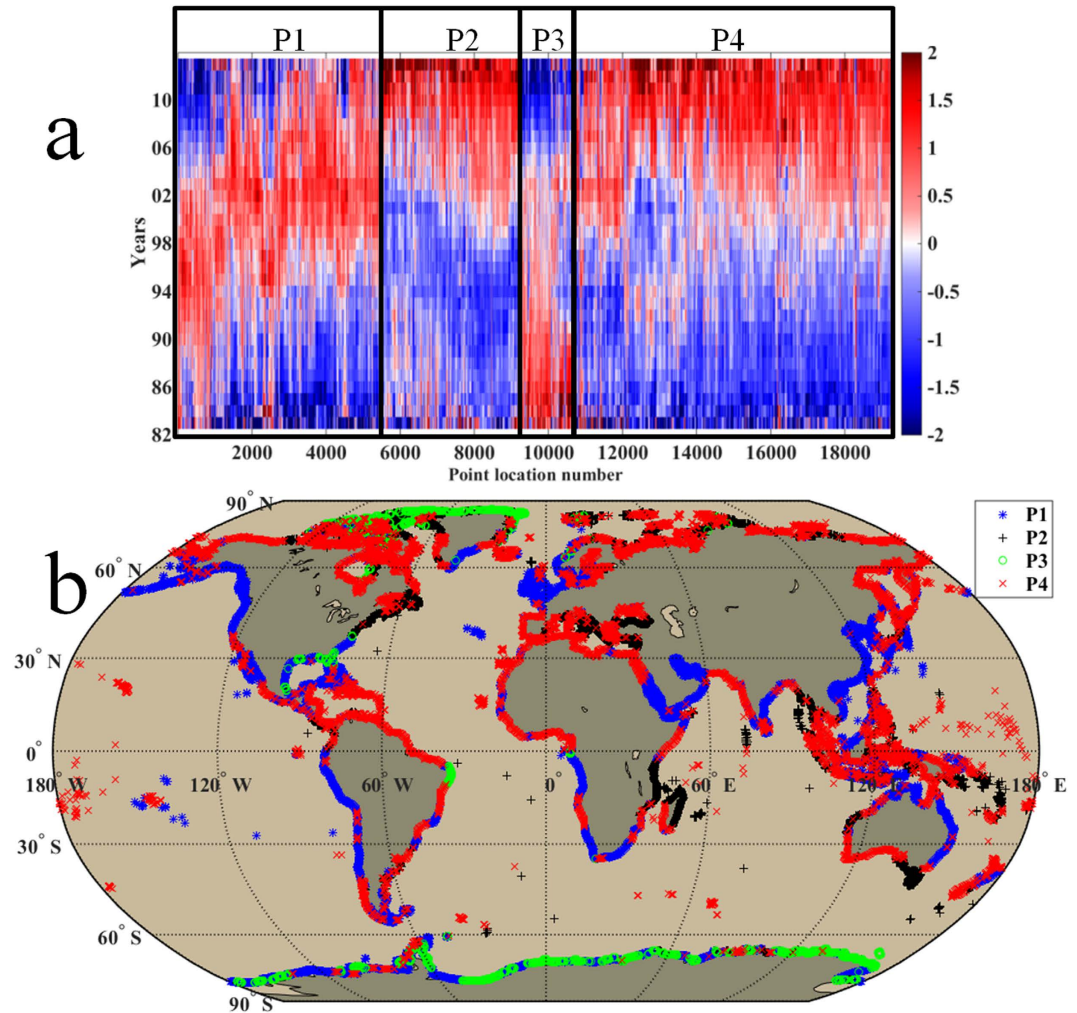 P1 P2 P3 P4
a
Years
10
06
02
98
94
90
86
82
2000 4000 6000 8000 10000 12000 14000 16000 18000
Point location number
2
1.5
1
0.5
0
-0.5
-1
-1.5
-2
b
90° N
60° N
30° N
0°
180° W 120° W 60° W 0° 60° E 120° E 180° E
30° S
60° S
90° S
P1
P2
P3
P4